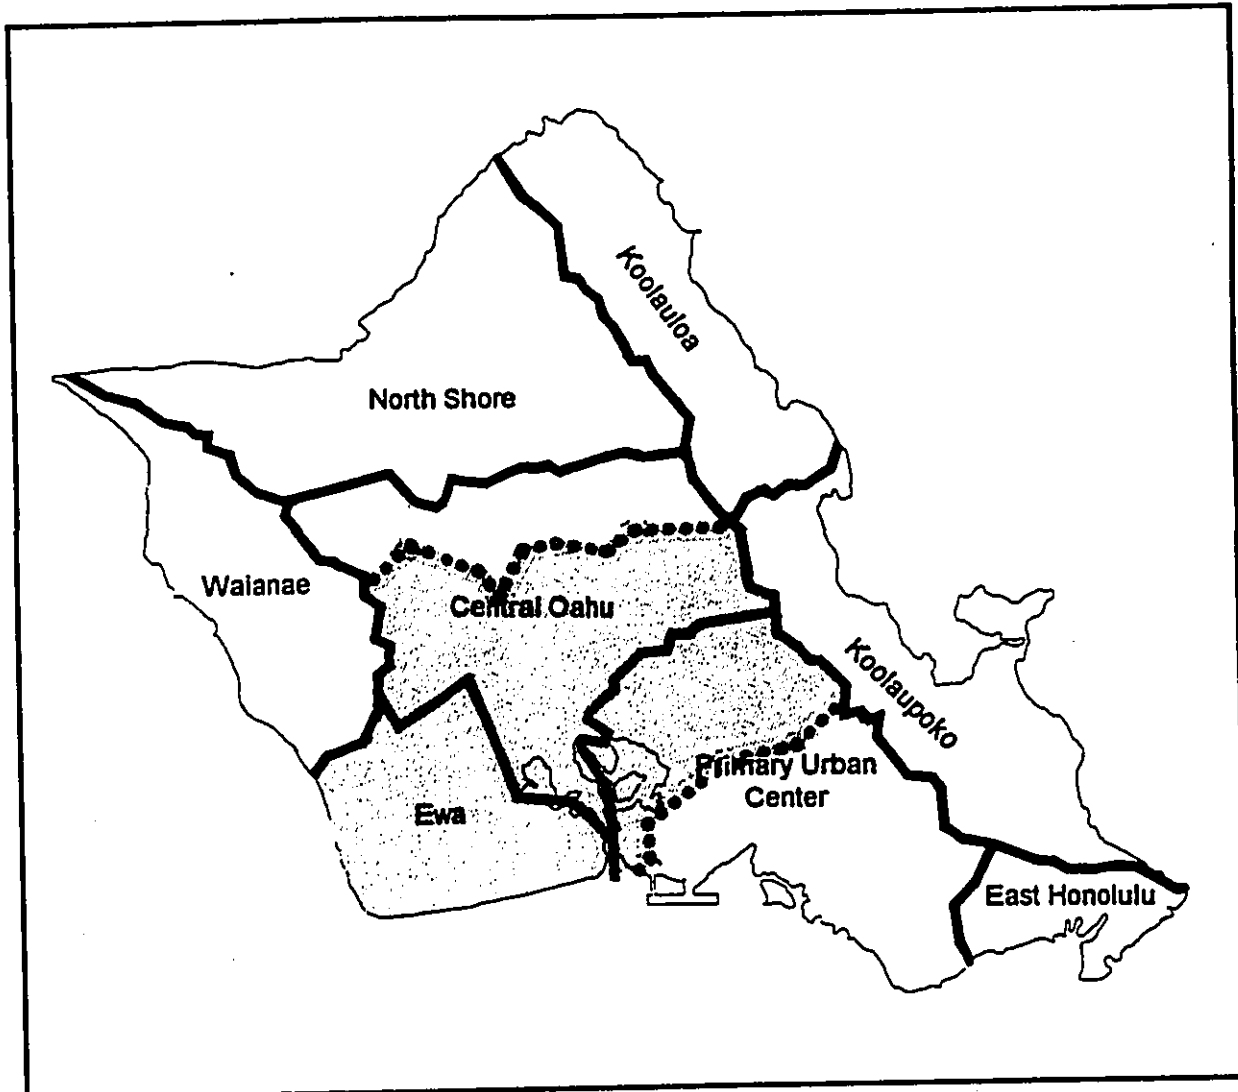 Koolauloa
North Shore
Waianae
Central Oahu
Koolaupoko
Primary Urban
Center
Ewa
East Honolulu